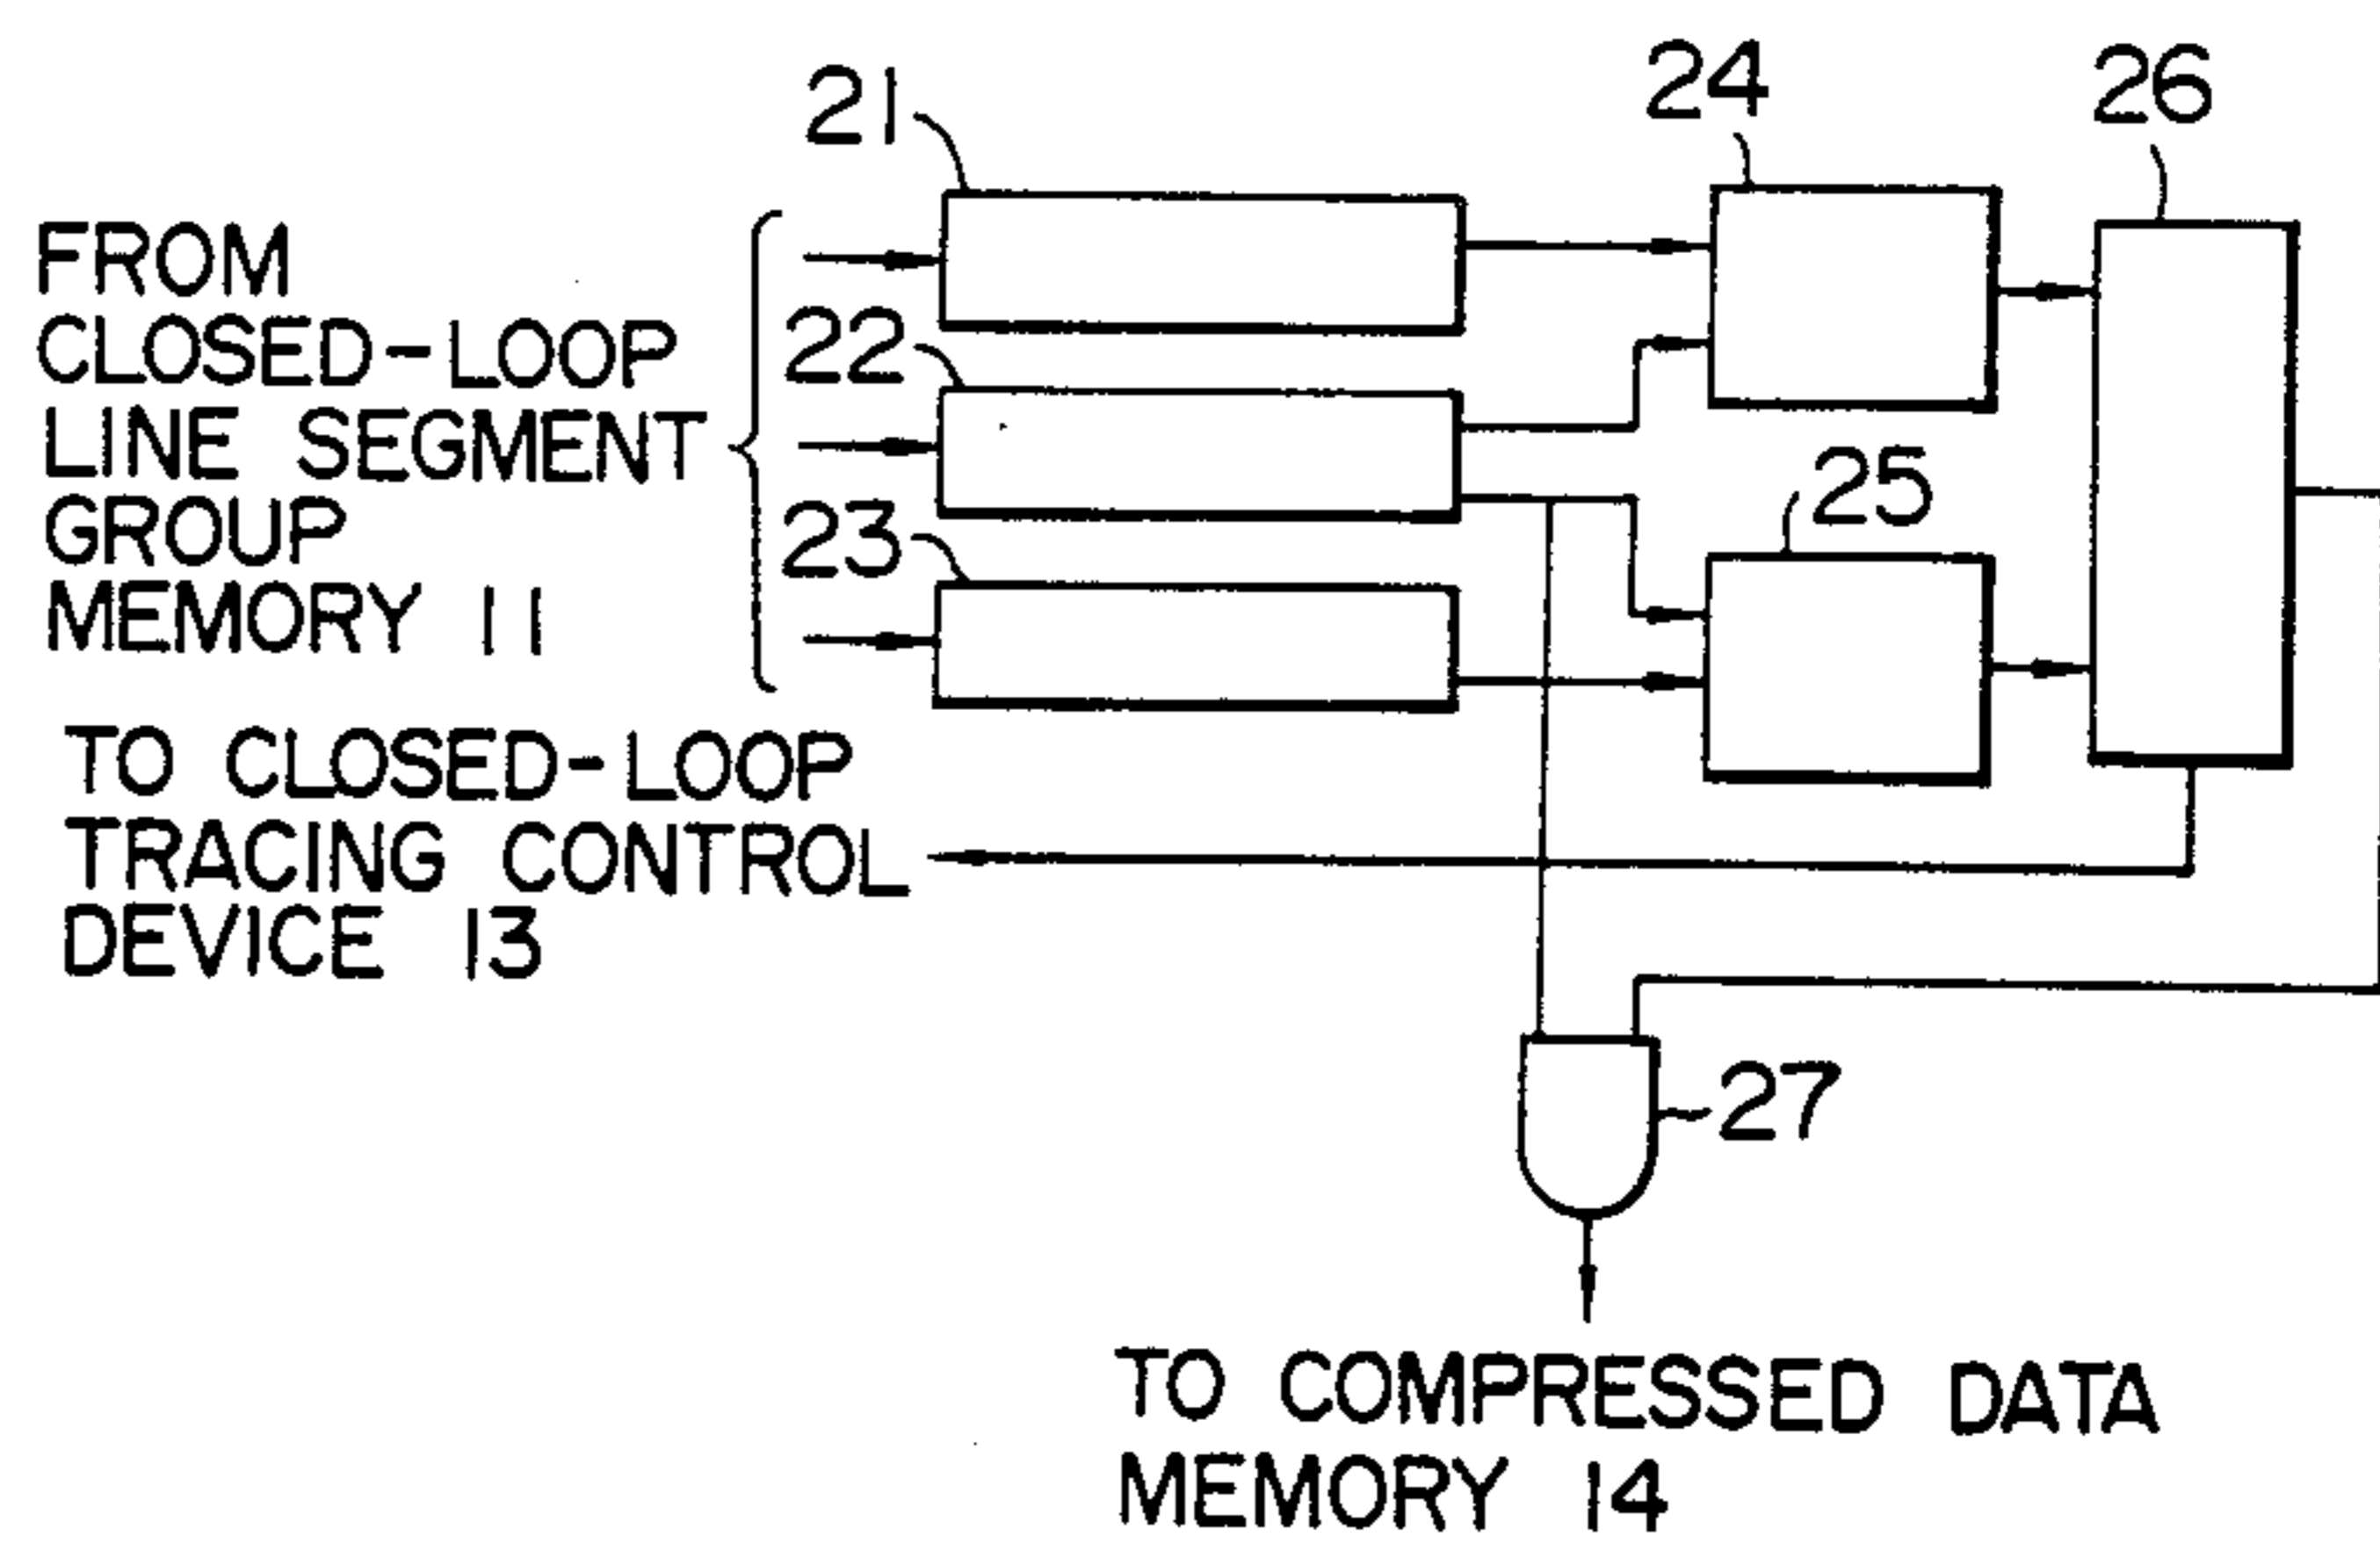 21
24
26
FROM
CLOSED-LOOP
LINE SEGMENT
GROUP
MEMORY 11
22
23
25
TO CLOSED-LOOP
TRACING CONTROL
DEVICE 13
27
TO COMPRESSED DATA
MEMORY 14